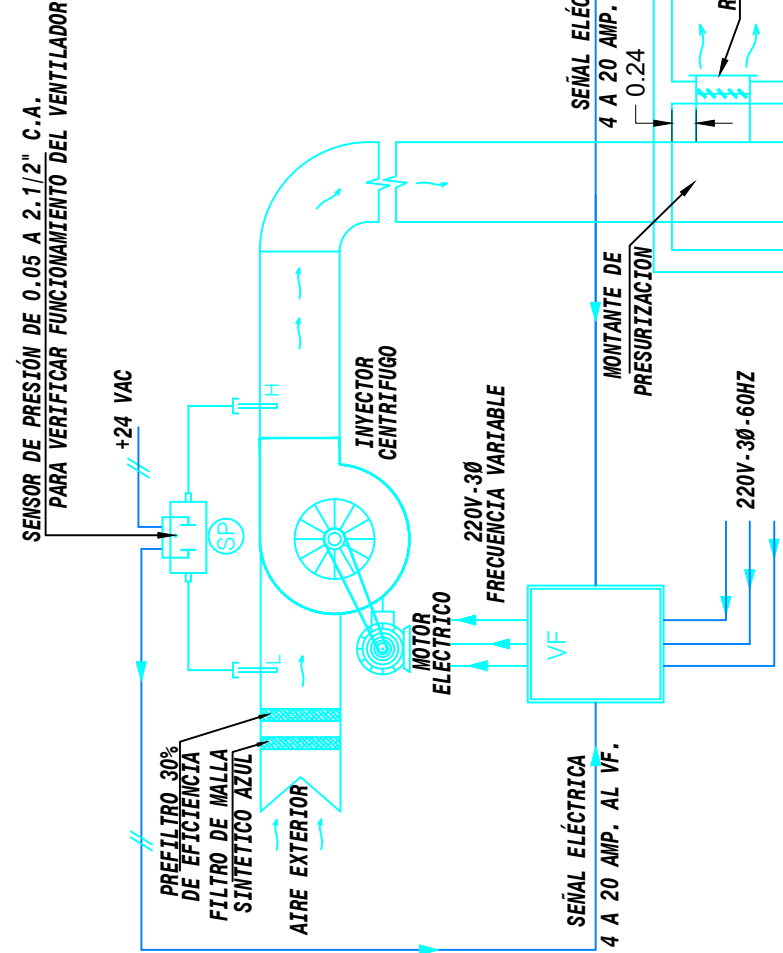 SENSOR DE PRESIÓN DE 0.05 A 2.1/2" C.A.
PARA VERIFICAR FUNCIONAMIENTO DEL VENTILADOR
+24 VAC
SP
H
L
INYECTOR
CENTRIFUGO
PREFILTRO 30%
DE EFICIENCIA
FILTRO DE MALLA
SINTETICO AZUL
AIRE EXTERIOR
MOTOR
ELECTRICO
220V-3Ø
FRECUENCIA VARIABLE
VF
SEÑAL ELÉCTRICA
4 A 20 AMP. AL VF.
220V-3Ø-60HZ
MONTANTE DE
PRESURIZACION
SEÑAL ELÉC
4 A 20 AMP.
0.24
R